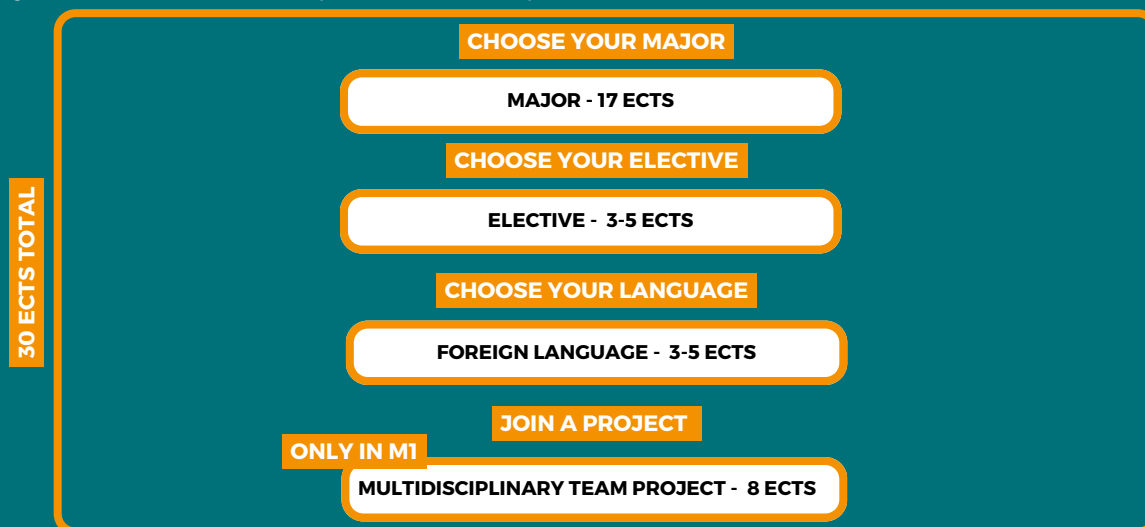 CHOOSE YOUR MAJOR
MAJOR - 17 ECTS
CHOOSE YOUR ELECTIVE
ELECTIVE - 3-5 ECTS
30 ECTS TOTAL
CHOOSE YOUR LANGUAGE
FOREIGN LANGUAGE - 3-5 ECTS
JOIN A PROJECT
ONLY IN M1
MULTIDISCIPLINARY TEAM PROJECT - 8 ECTS